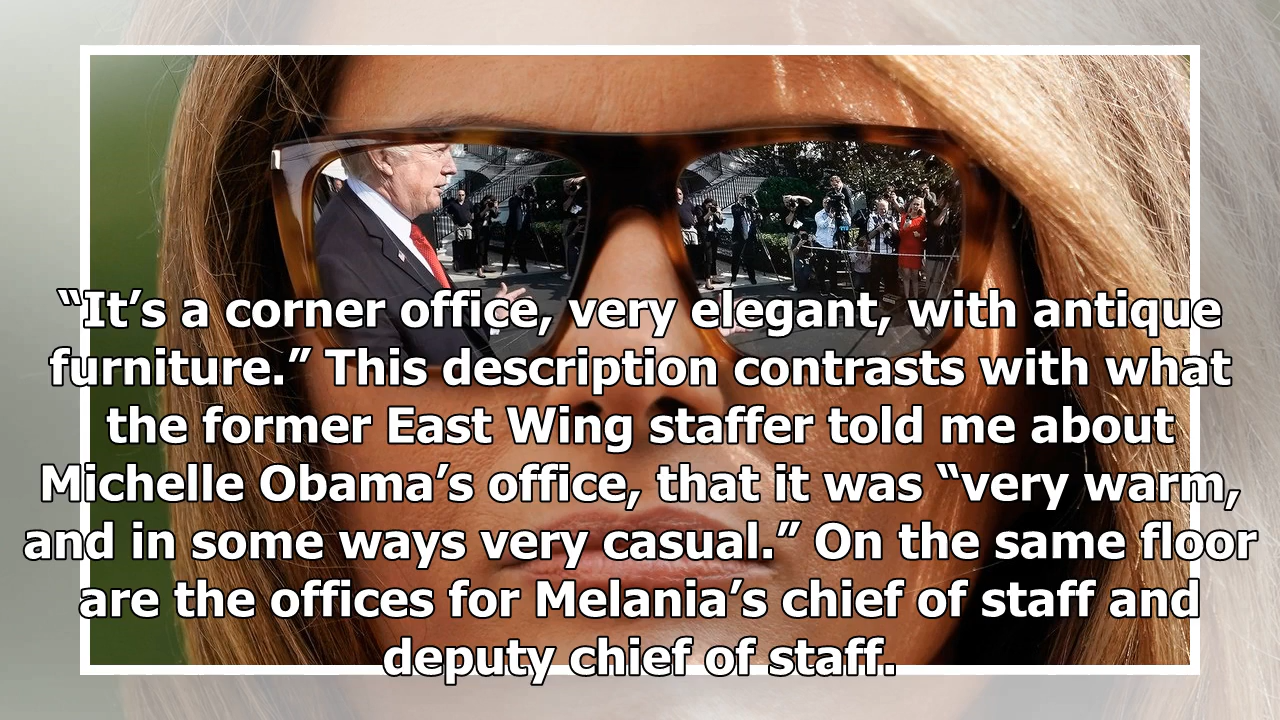 “It’s a corner office, very elegant, with antique
furniture.” This description contrasts with what
the former East Wing staffer told me about
Michelle Obama’s office, that it was “very warm,
and in some ways very casual.” On the same floor
are the offices for Melania’s chief of staff and
deputy chief of staff.